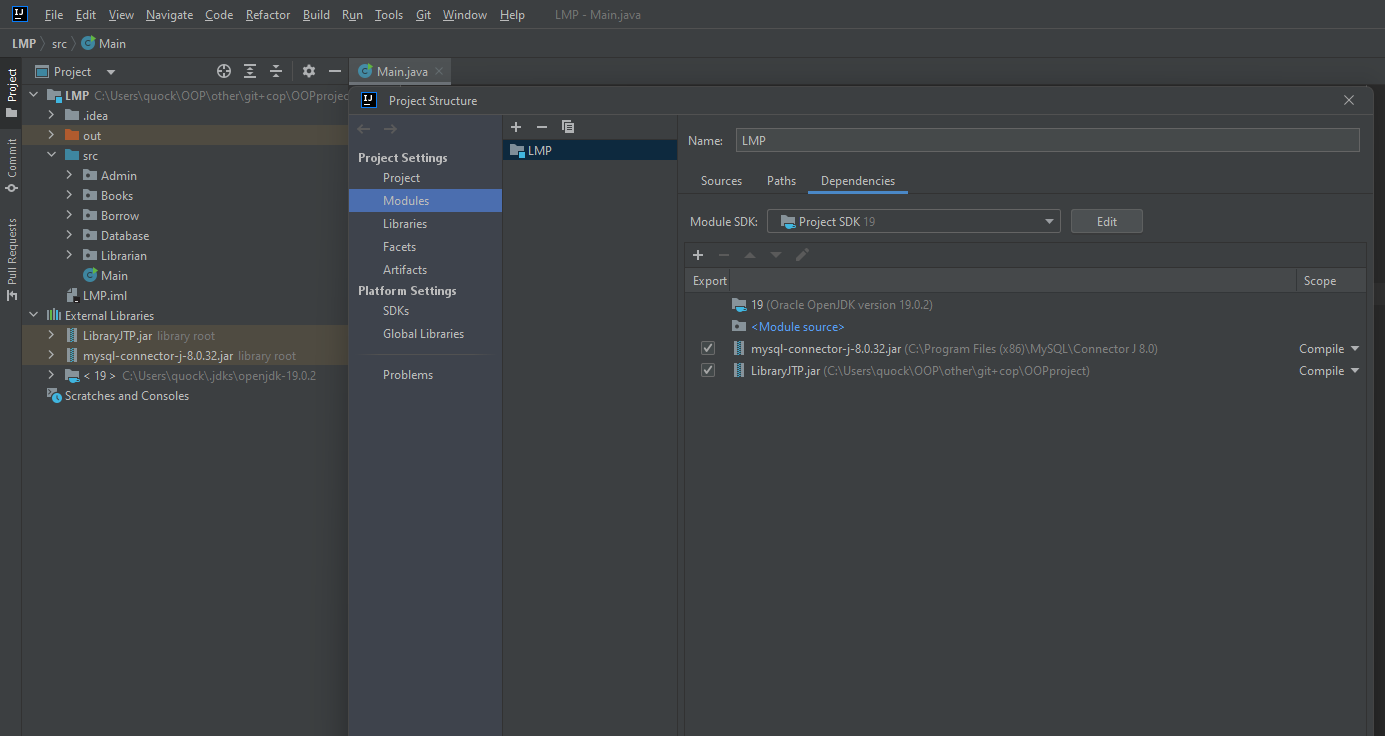 File Edit View Navigate Code Refactor Build Run Tools Git Window Help LMP - Main.java
LMP src Main
Project
Commit
Pull Requests
Project
LMP C:\Users\quock\OOP\other\git+cop\OOPprojec
.idea
out
src
Admin
Books
Borrow
Database
Librarian
Main
LMP.iml
External Libraries
LibraryJTP.jar library root
mysql-connector-j-8.0.32.jar library root
< 19 > C:\Users\quock\.jdks\openjdk-19.0.2
Scratches and Consoles
Main.java
Project Structure
Project Settings
Project
Modules
Libraries
Facets
Artifacts
Platform Settings
SDKs
Global Libraries
Problems
LMP
Name: LMP
Sources Paths Dependencies
Module SDK: Project SDK 19 Edit
Export Scope
19 (Oracle OpenJDK version 19.0.2)
<Module source>
mysql-connector-j-8.0.32.jar (C:\Program Files (x86)\MySQL\Connector J 8.0) Compile
LibraryJTP.jar (C:\Users\quock\OOP\other\git+cop\OOPproject) Compile